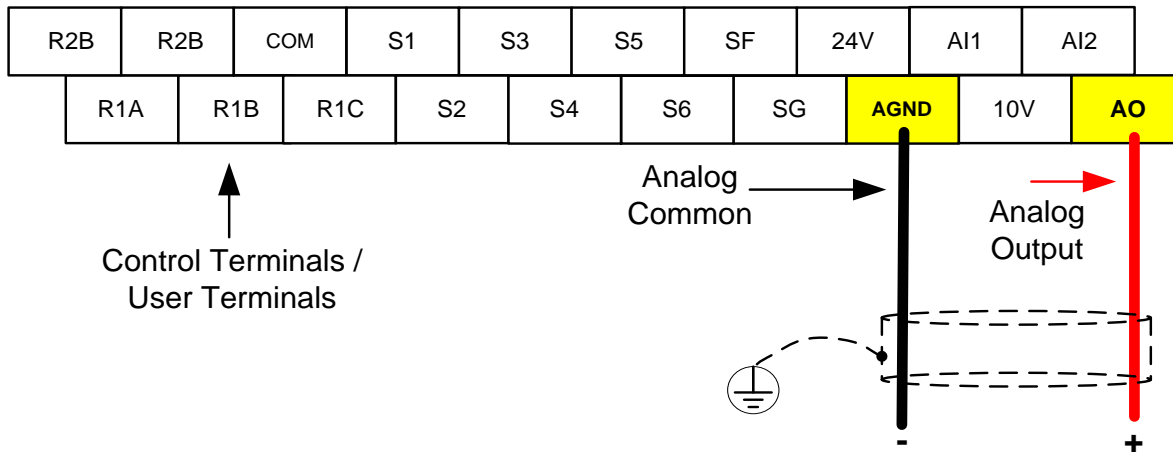 R2B R2B COM S1 S3 S5 SF 24V AI1 AI2
R1A R1B R1C S2 S4 S6 SG AGND 10V AO
Analog
Common
Analog
Output
Control Terminals /
User Terminals
- +